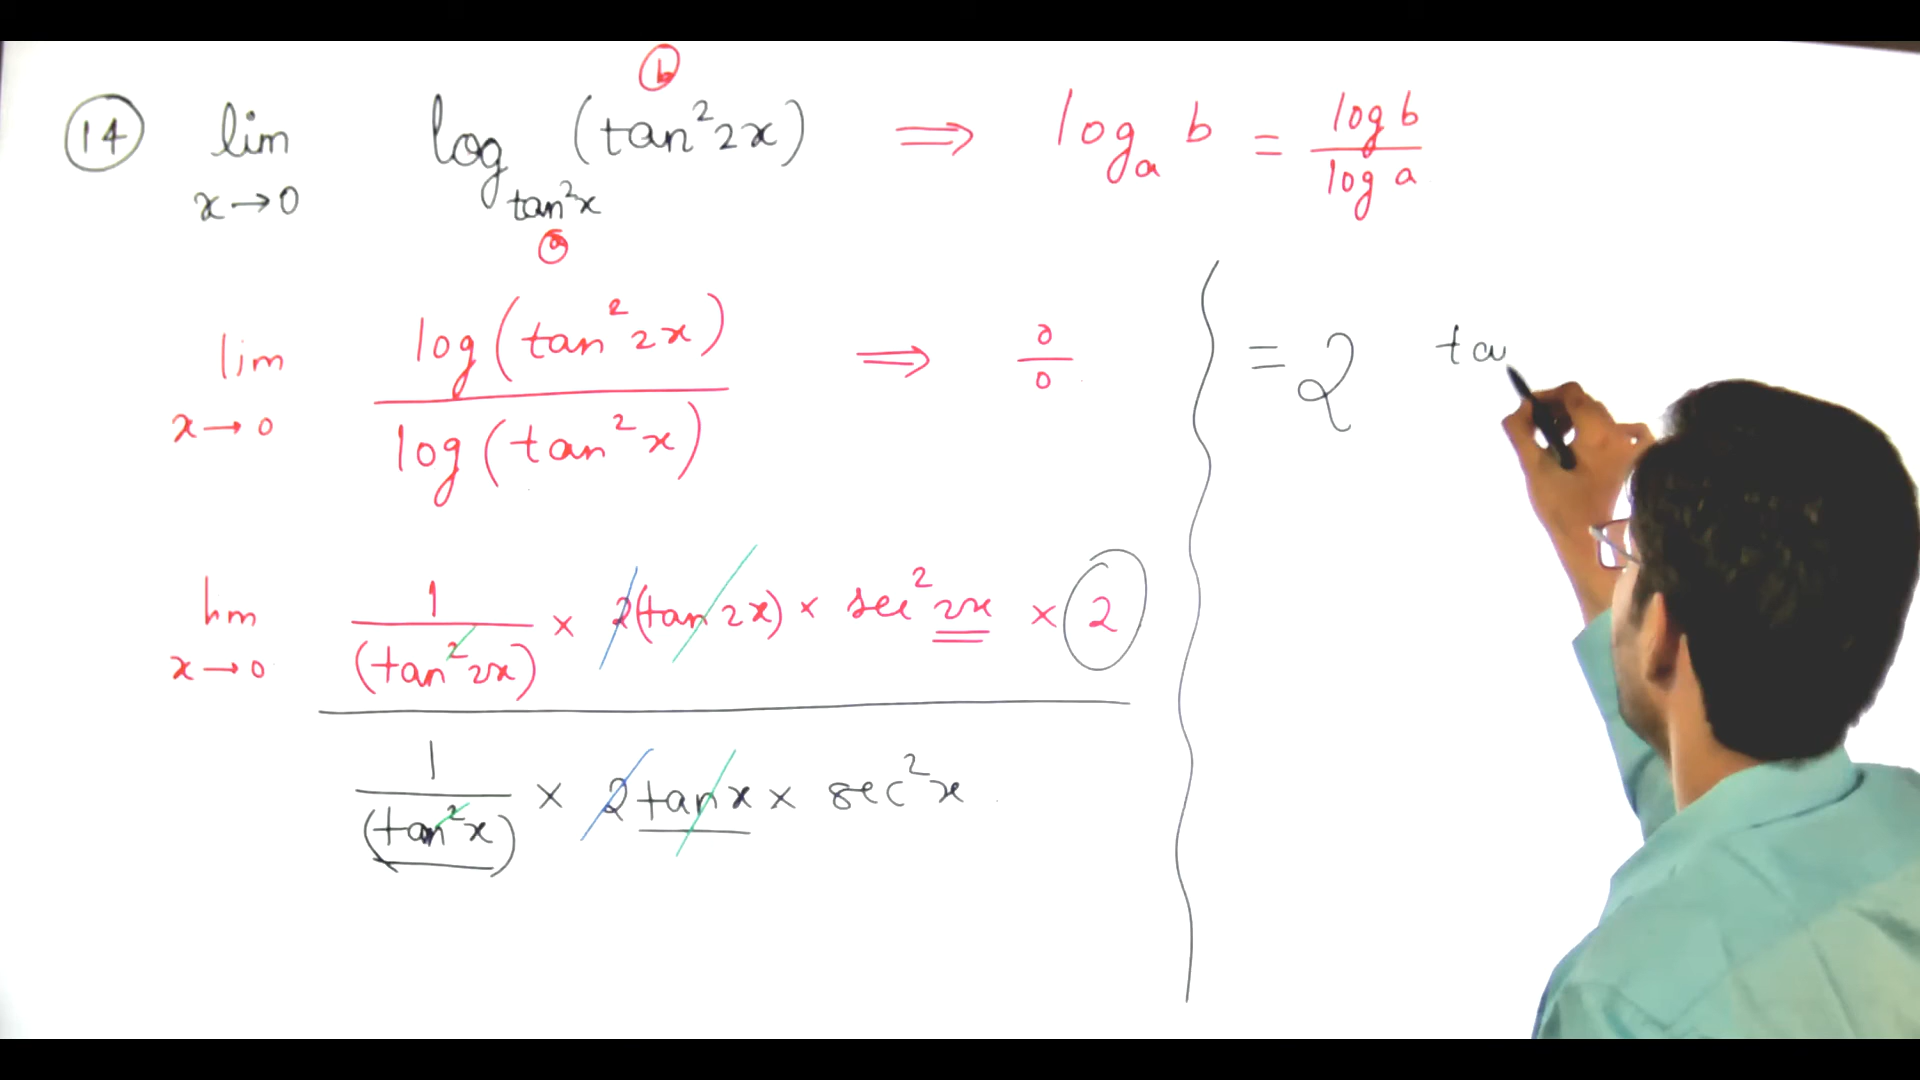 14 lim x→0 log_{tan²x} (tan²2x) ⟹ log_a b = log b / log a
b
a
lim x→0 log(tan²2x) / log(tan²x) ⟹ 0/0
lim x→0 1/(tan²2x) × 2(tan 2x) × sec²2x × 2
1/(tan²x) × 2 tan x × sec²x
= 2 ta